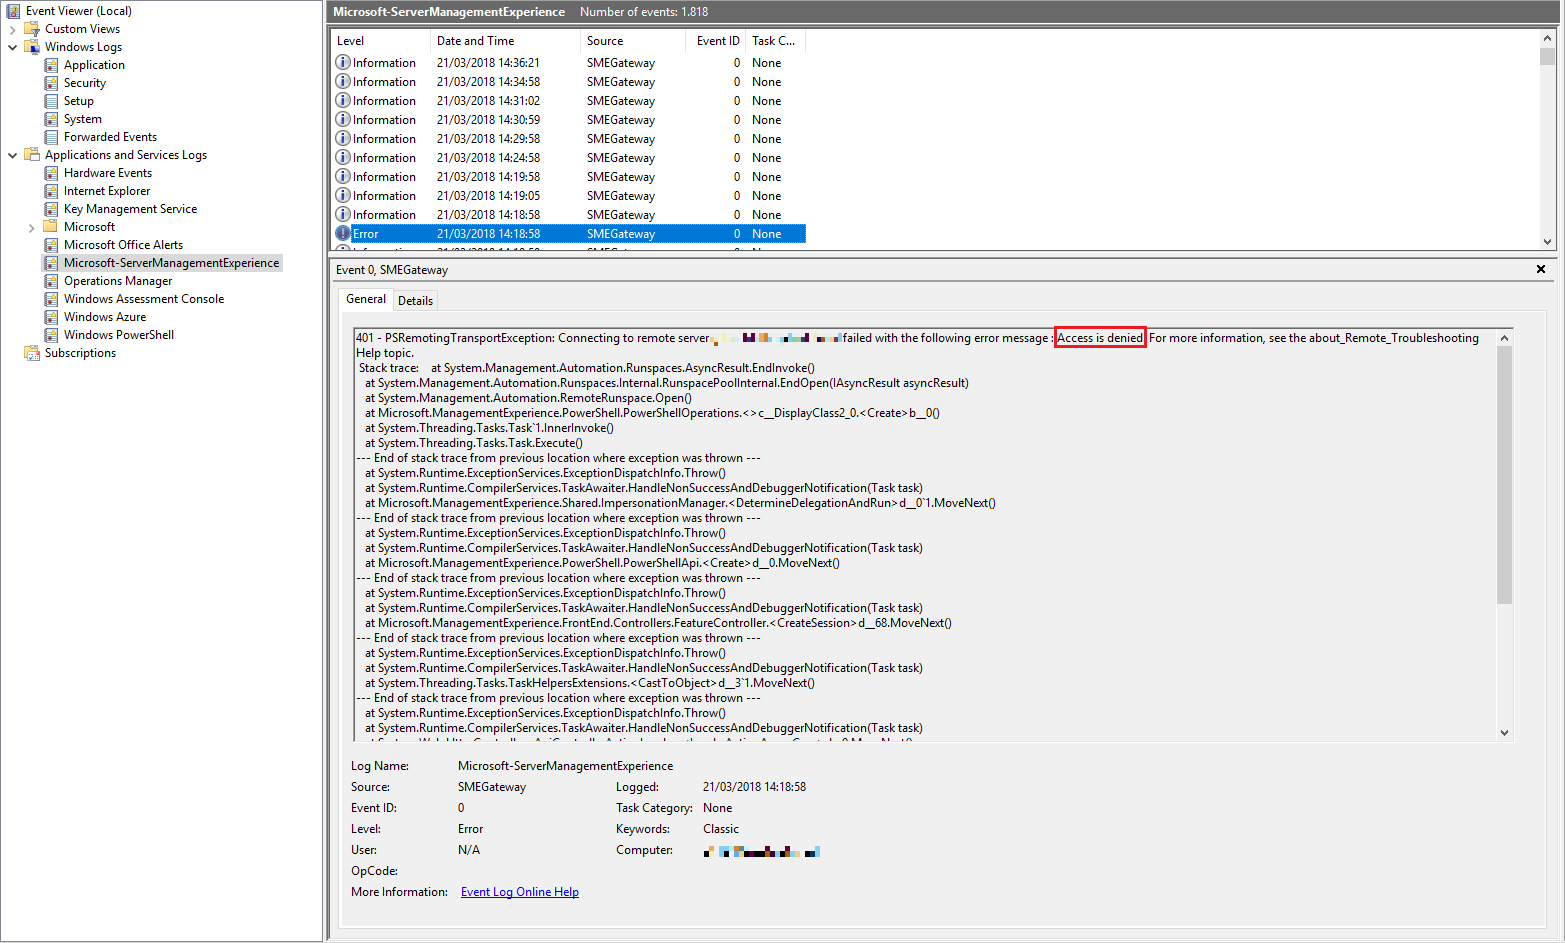 Event Viewer (Local)
Custom Views
Windows Logs
Application
Security
Setup
System
Forwarded Events
Applications and Services Logs
Hardware Events
Internet Explorer
Key Management Service
Microsoft
Microsoft Office Alerts
Microsoft-ServerManagementExperience
Operations Manager
Windows Assessment Console
Windows Azure
Windows PowerShell
Subscriptions
Microsoft-ServerManagementExperience Number of events: 1.818
Level Date and Time Source Event ID Task C...
Information 21/03/2018 14:36:21 SMEGateway 0 None
Information 21/03/2018 14:34:58 SMEGateway 0 None
Information 21/03/2018 14:31:02 SMEGateway 0 None
Information 21/03/2018 14:30:59 SMEGateway 0 None
Information 21/03/2018 14:29:58 SMEGateway 0 None
Information 21/03/2018 14:24:58 SMEGateway 0 None
Information 21/03/2018 14:19:58 SMEGateway 0 None
Information 21/03/2018 14:19:05 SMEGateway 0 None
Information 21/03/2018 14:18:58 SMEGateway 0 None
Error 21/03/2018 14:18:58 SMEGateway 0 None
Event 0, SMEGateway
General Details
401 - PSRemotingTransportException: Connecting to remote server failed with the following error message : Access is denied. For more information, see the about_Remote_Troubleshooting
Help topic.
Stack trace: at System.Management.Automation.Runspaces.AsyncResult.EndInvoke()
at System.Management.Automation.Runspaces.Internal.RunspacePoolInternal.EndOpen(IAsyncResult asyncResult)
at System.Management.Automation.RemoteRunspace.Open()
at Microsoft.ManagementExperience.PowerShell.PowerShellOperations.<>c__DisplayClass2_0.<Create>b__0()
at System.Threading.Tasks.Task`1.InnerInvoke()
at System.Threading.Tasks.Task.Execute()
--- End of stack trace from previous location where exception was thrown ---
at System.Runtime.ExceptionServices.ExceptionDispatchInfo.Throw()
at System.Runtime.CompilerServices.TaskAwaiter.HandleNonSuccessAndDebuggerNotification(Task task)
at Microsoft.ManagementExperience.Shared.ImpersonationManager.<DetermineDelegationAndRun>d__0`1.MoveNext()
--- End of stack trace from previous location where exception was thrown ---
at System.Runtime.ExceptionServices.ExceptionDispatchInfo.Throw()
at System.Runtime.CompilerServices.TaskAwaiter.HandleNonSuccessAndDebuggerNotification(Task task)
at Microsoft.ManagementExperience.PowerShell.PowerShellApi.<Create>d__0.MoveNext()
--- End of stack trace from previous location where exception was thrown ---
at System.Runtime.ExceptionServices.ExceptionDispatchInfo.Throw()
at System.Runtime.CompilerServices.TaskAwaiter.HandleNonSuccessAndDebuggerNotification(Task task)
at Microsoft.ManagementExperience.FrontEnd.Controllers.FeatureController.<CreateSession>d__68.MoveNext()
--- End of stack trace from previous location where exception was thrown ---
at System.Runtime.ExceptionServices.ExceptionDispatchInfo.Throw()
at System.Runtime.CompilerServices.TaskAwaiter.HandleNonSuccessAndDebuggerNotification(Task task)
at System.Threading.Tasks.TaskHelpersExtensions.<CastToObject>d__3`1.MoveNext()
--- End of stack trace from previous location where exception was thrown ---
at System.Runtime.ExceptionServices.ExceptionDispatchInfo.Throw()
at System.Runtime.CompilerServices.TaskAwaiter.HandleNonSuccessAndDebuggerNotification(Task task)
Log Name: Microsoft-ServerManagementExperience
Source: SMEGateway Logged: 21/03/2018 14:18:58
Event ID: 0 Task Category: None
Level: Error Keywords: Classic
User: N/A Computer:
OpCode:
More Information: Event Log Online Help